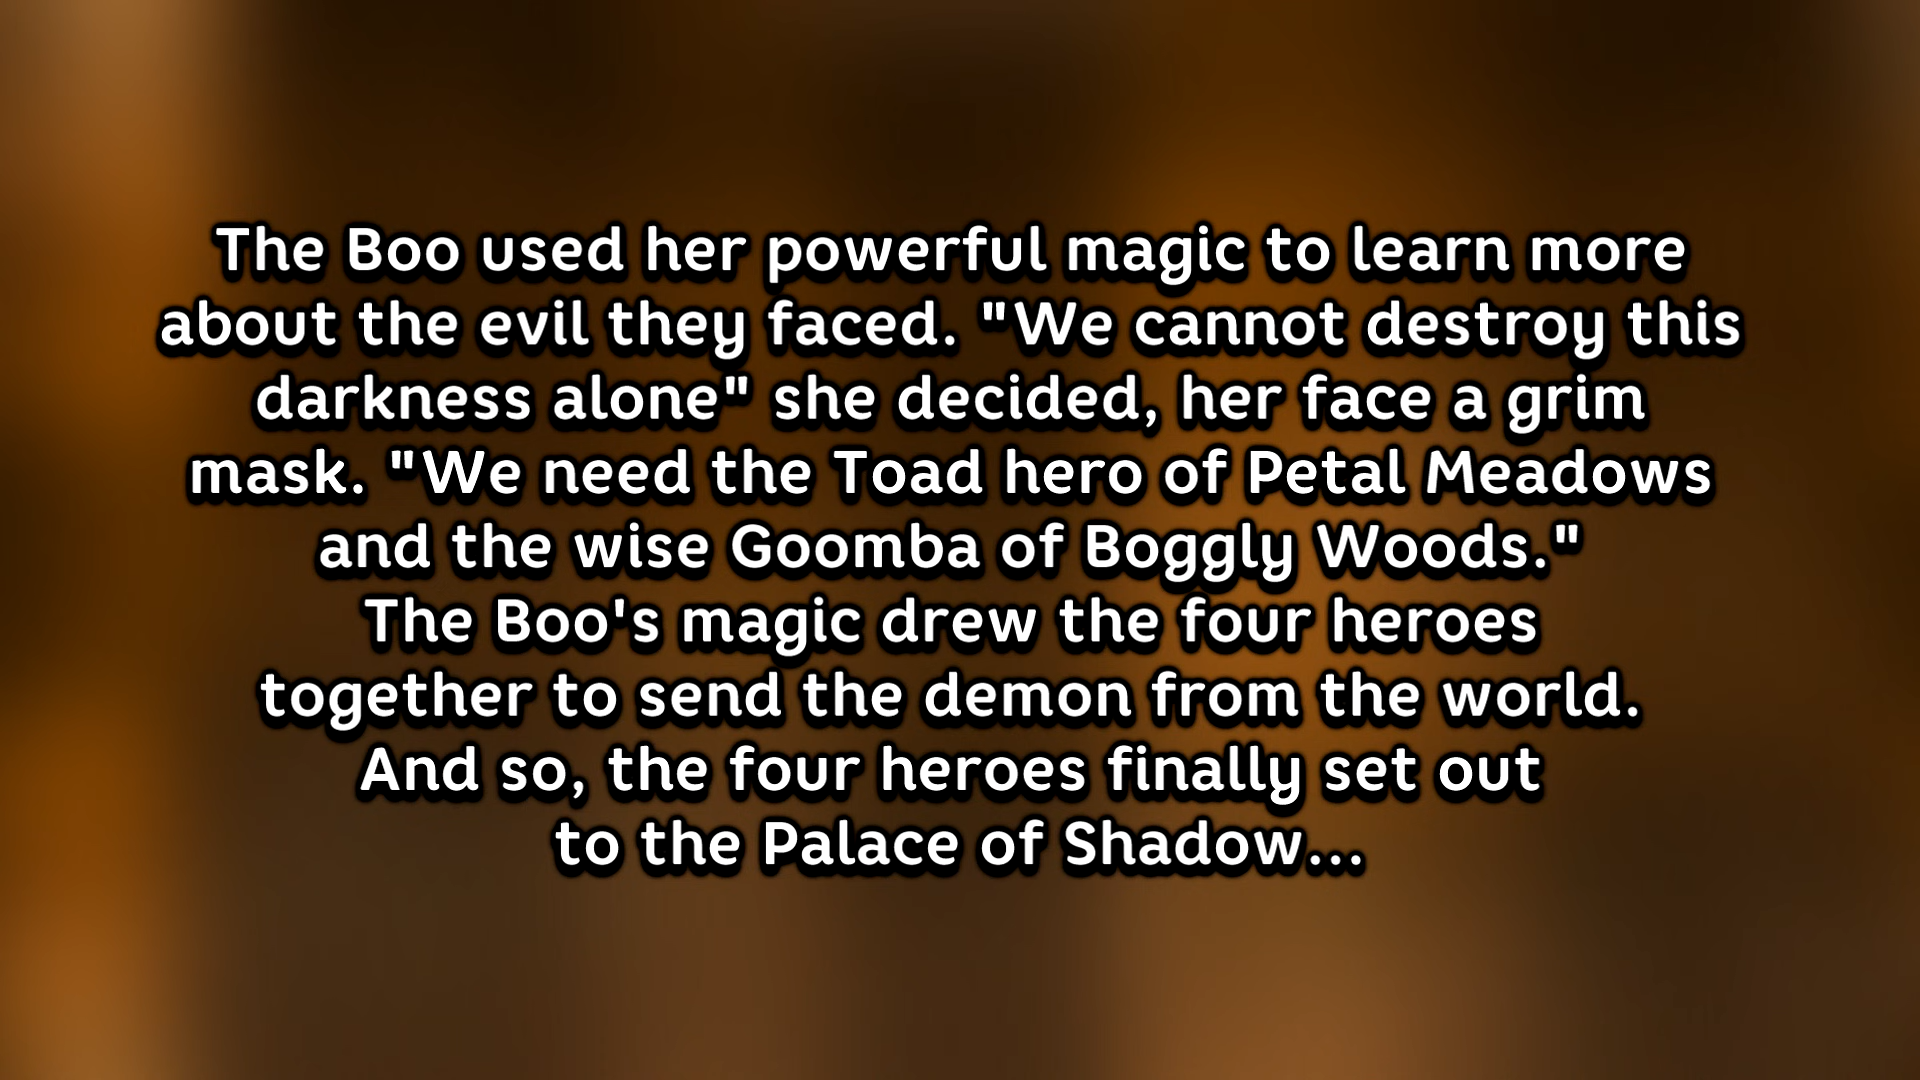 The Boo used her powerful magic to learn more
about the evil they faced. "We cannot destroy this
darkness alone" she decided, her face a grim
mask. "We need the Toad hero of Petal Meadows
and the wise Goomba of Boggly Woods."
The Boo's magic drew the four heroes
together to send the demon from the world.
And so, the four heroes finally set out
to the Palace of Shadow...